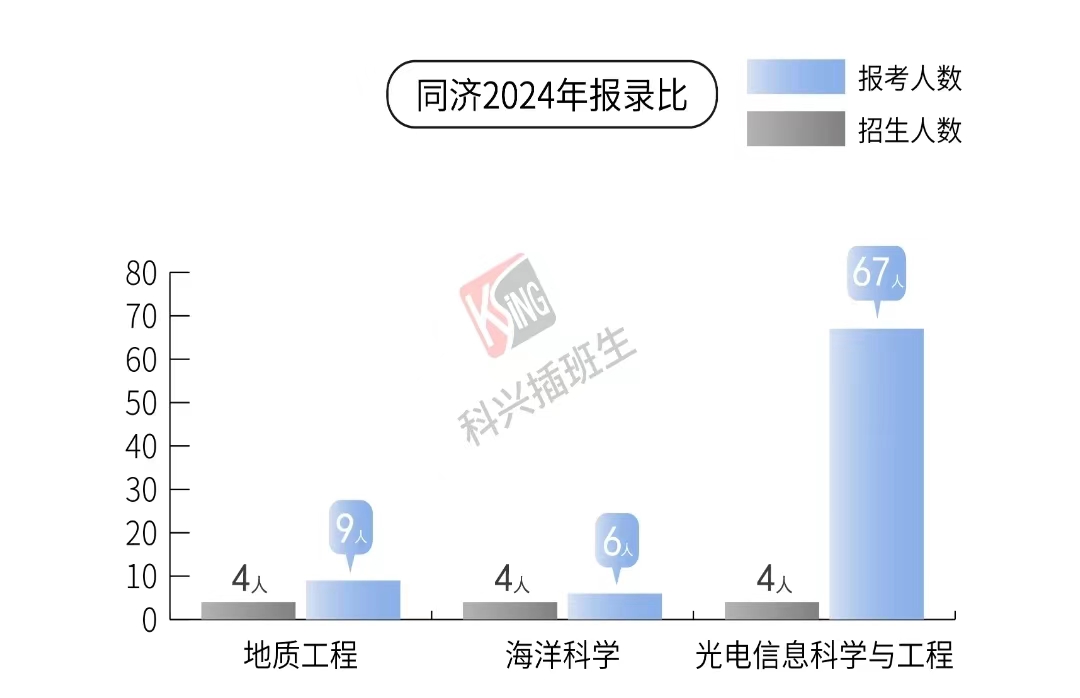 同济2024年报录比
报考人数
招生人数
80
70
60
50
40
30
20
10
0
KSiNG
科兴插班生
4人
9人
4人
6人
4人
67人
地质工程
海洋科学
光电信息科学与工程